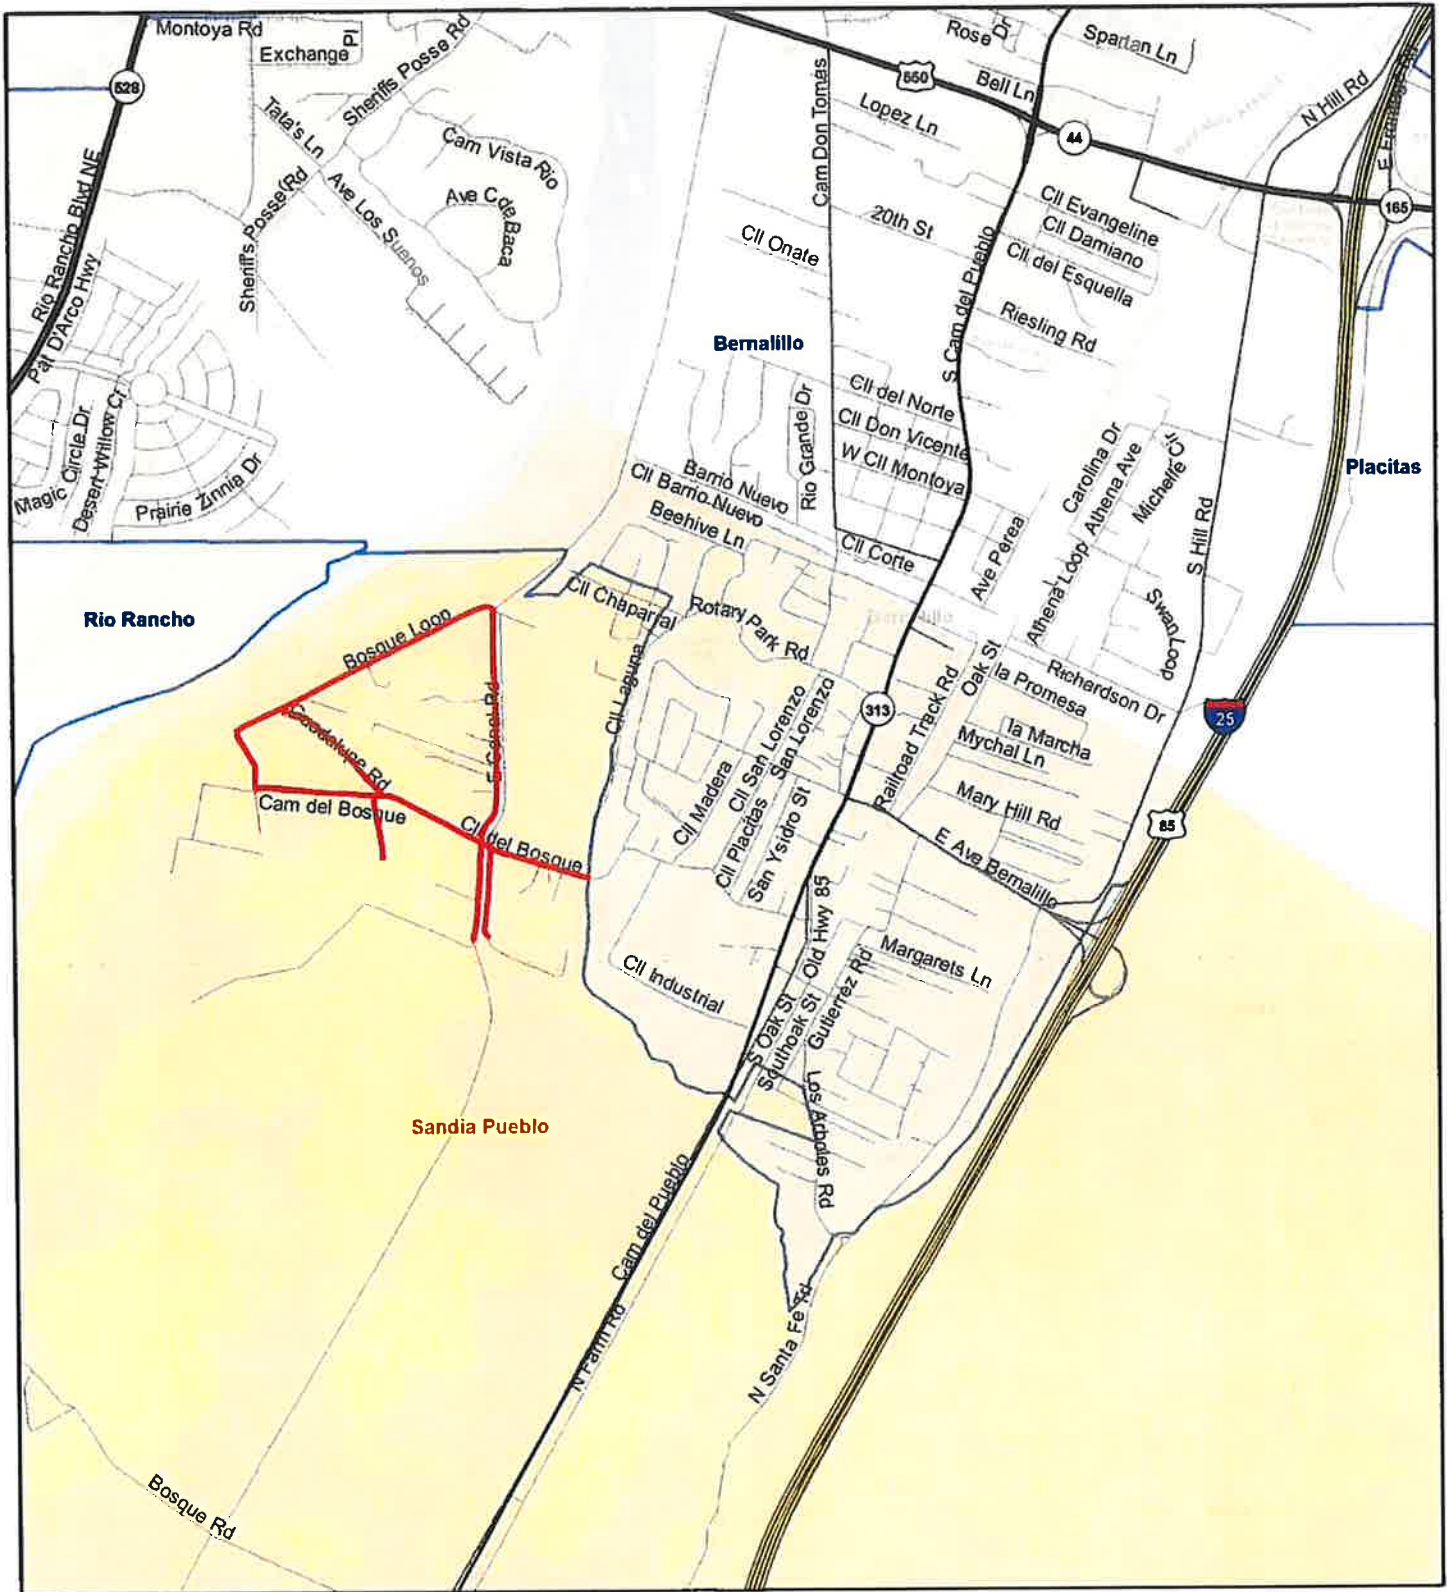 Montoya Rd
Exchange Pl
Sheriffs Posse Rd
528
Tata's Ln
Cam Vista Rio
Ave C de Baca
Ave Los Suenos
Sheriffs Posse Rd
Rio Rancho Blvd NE
Pat D'Arco Hwy
Magic Circle Dr
Desert Willow Ct
Prairie Zinnia Dr
Rose Dr
Spartan Ln
550
Bell Ln
Lopez Ln
44
N Hill Rd
E Frontage Rd
165
Cam Don Tomas
20th St
Cll Onate
Cll Evangeline
Cll Damiano
Cll del Esquella
S Cam del Pueblo
Riesling Rd
Bernalillo
Cll del Norte
Cll Don Vicente
W Cll Montoya
Rio Grande Dr
Barrio Nuevo
Cll Barrio Nuevo
Beehive Ln
Cll Corte
Ave Perea
Carolina Dr
Athena Ave
Michelle Cir
Athena Loop
S Hill Rd
Swan Loop
Placitas
Rio Rancho
Bosque Loop
Guadalupe Rd
E Canal Rd
Cam del Bosque
Cll del Bosque
Cll Chaparral
Rotary Park Rd
Cll Laguna
Bernalillo
Oak St
la Promesa
Richardson Dr
313
25
Railroad Track Rd
la Marcha
Mychal Ln
Cll San Lorenzo
San Lorenzo
Cll Madera
Cll Placitas
San Ysidro St
Mary Hill Rd
85
E Ave Bernalillo
Old Hwy 85
Margarets Ln
Cll Industrial
S Oak St
Southoak St
Gutierrez Rd
Los Arboles Rd
Sandia Pueblo
Cam del Pueblo
N Farm Rd
N Santa Fe Trl
Bosque Rd